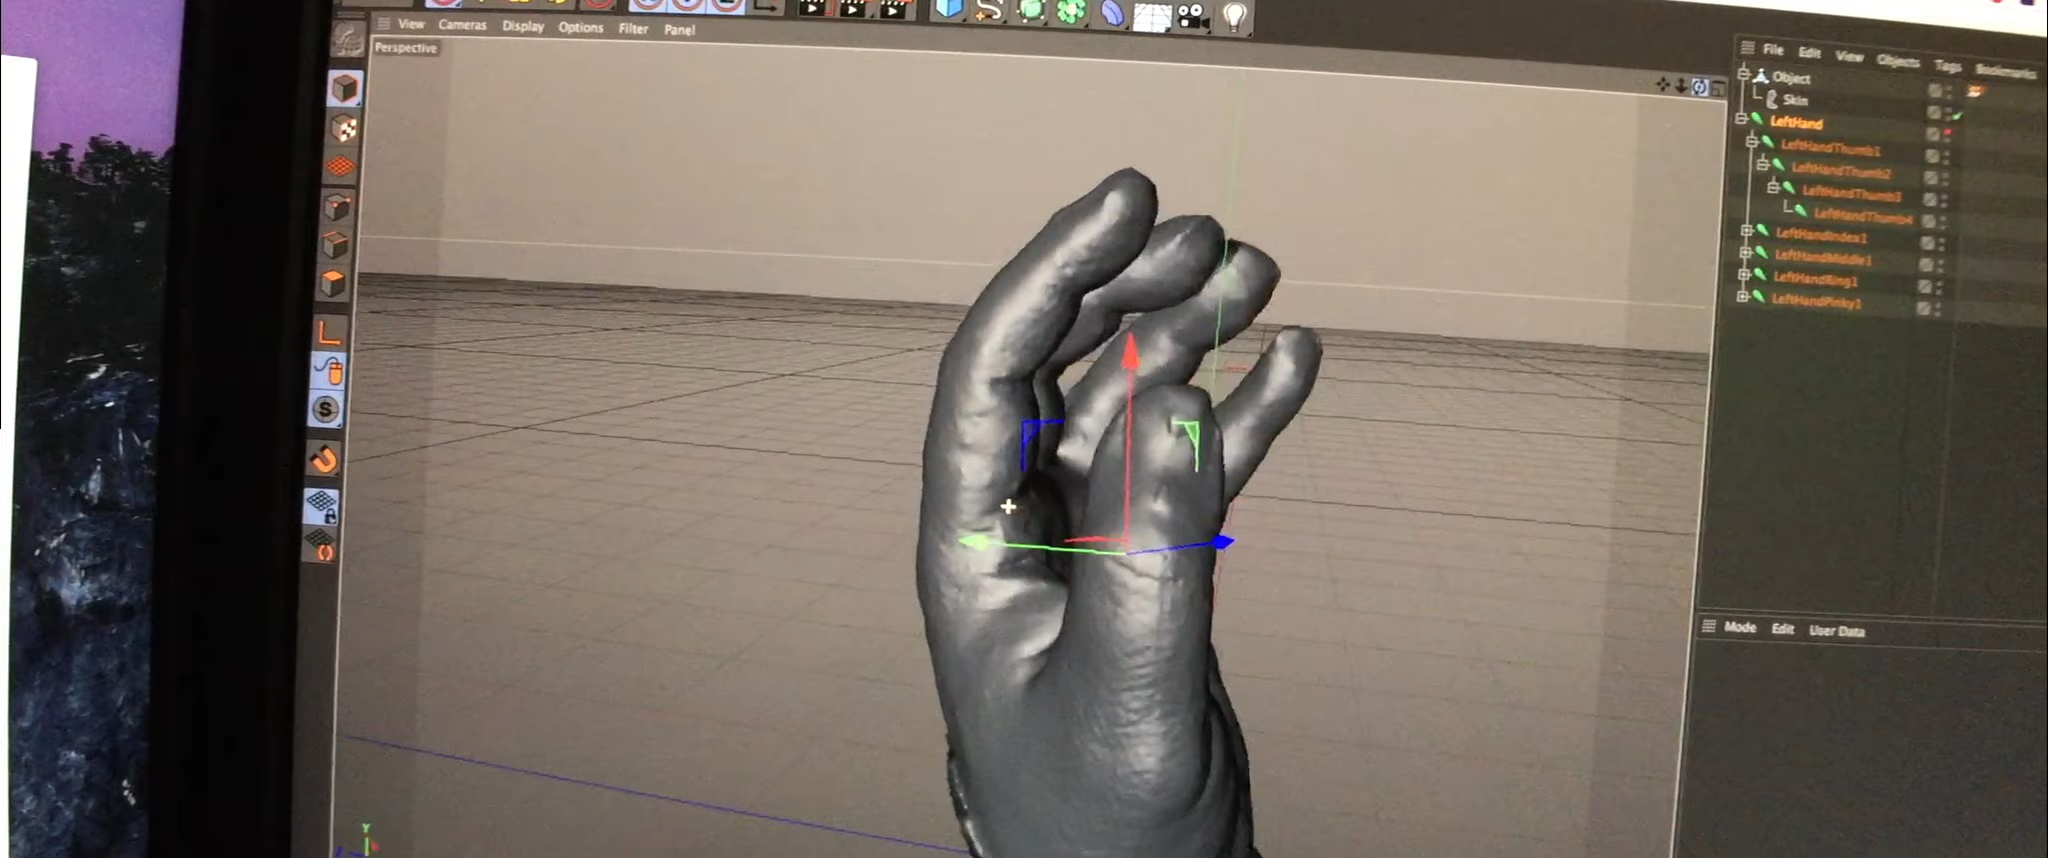 View Cameras Display Options Filter Panel
Perspective
File Edit View Objects Tags Bookmarks
Object
Skin
LeftHand
LeftHandThumb1
LeftHandThumb2
LeftHandThumb3
LeftHandThumb4
LeftHandIndex1
LeftHandMiddle1
LeftHandRing1
LeftHandPinky1
S
Mode Edit User Data
Y